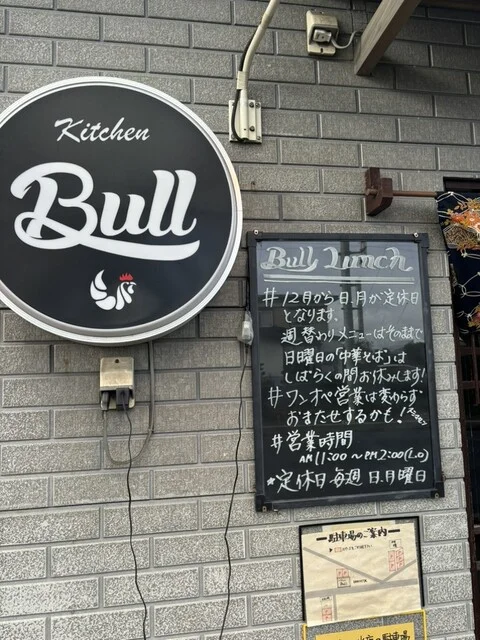 Kitchen
Bull
Bull Lunch
#12月から日、月が定休日
となります。
週替わりメニューはそのままで
日曜日の「中華そば」は
しばらくの間お休みします!
#ワンオペ営業は変わらず
おまたせするかも!
#営業時間
AM11:00〜PM2:00(L.O)
*定休日 毎週 日、月曜日
駐車場のご案内
駐車場